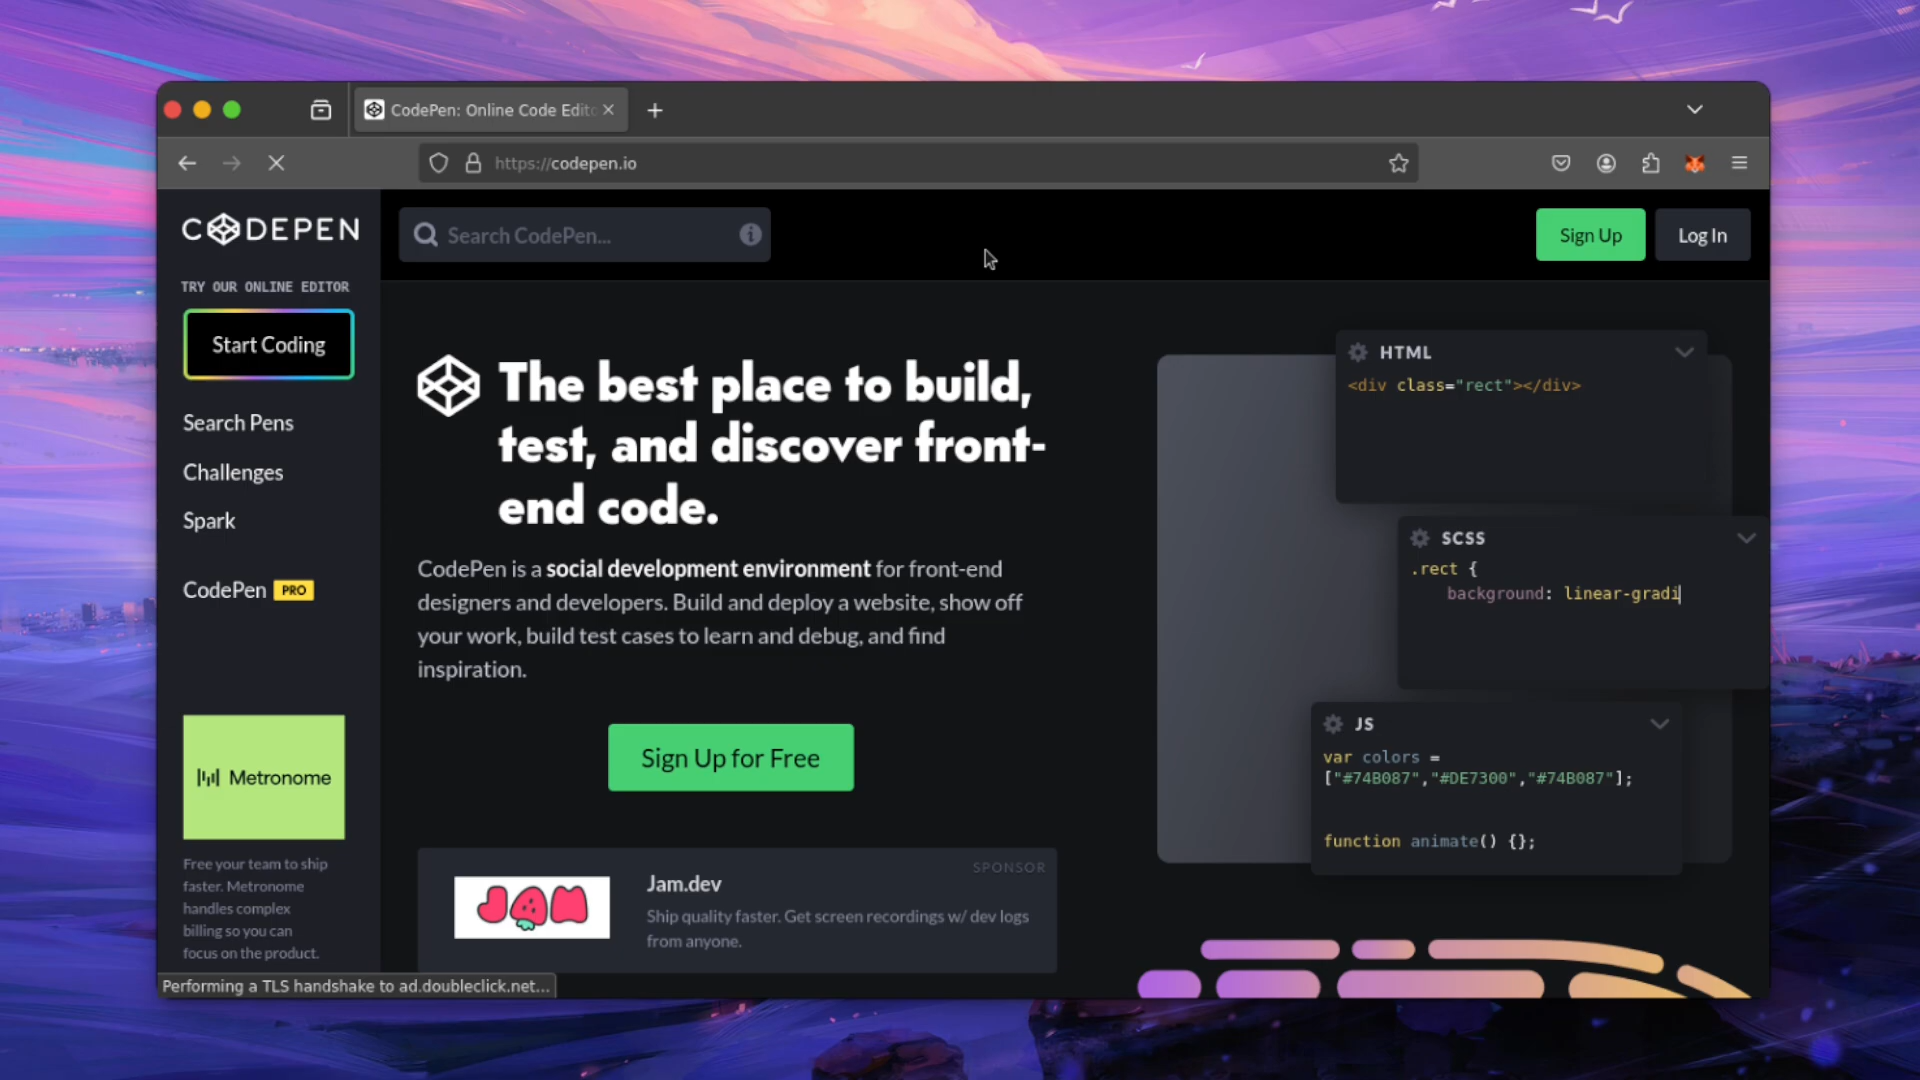 CodePen: Online Code Edito
https://codepen.io
CODEPEN
Search CodePen...
Sign Up
Log In
TRY OUR ONLINE EDITOR
Start Coding
Search Pens
Challenges
Spark
CodePen PRO
Metronome
Free your team to ship
faster. Metronome
handles complex
billing so you can
focus on the product.
The best place to build,
test, and discover front-
end code.
CodePen is a social development environment for front-end
designers and developers. Build and deploy a website, show off
your work, build test cases to learn and debug, and find
inspiration.
Sign Up for Free
SPONSOR
JAM
Jam.dev
Ship quality faster. Get screen recordings w/ dev logs
from anyone.
HTML
<div class="rect"></div>
SCSS
.rect {
background: linear-gradi
JS
var colors =
["#74B087","#DE7300","#74B087"];
function animate() {};
Performing a TLS handshake to ad.doubleclick.net...